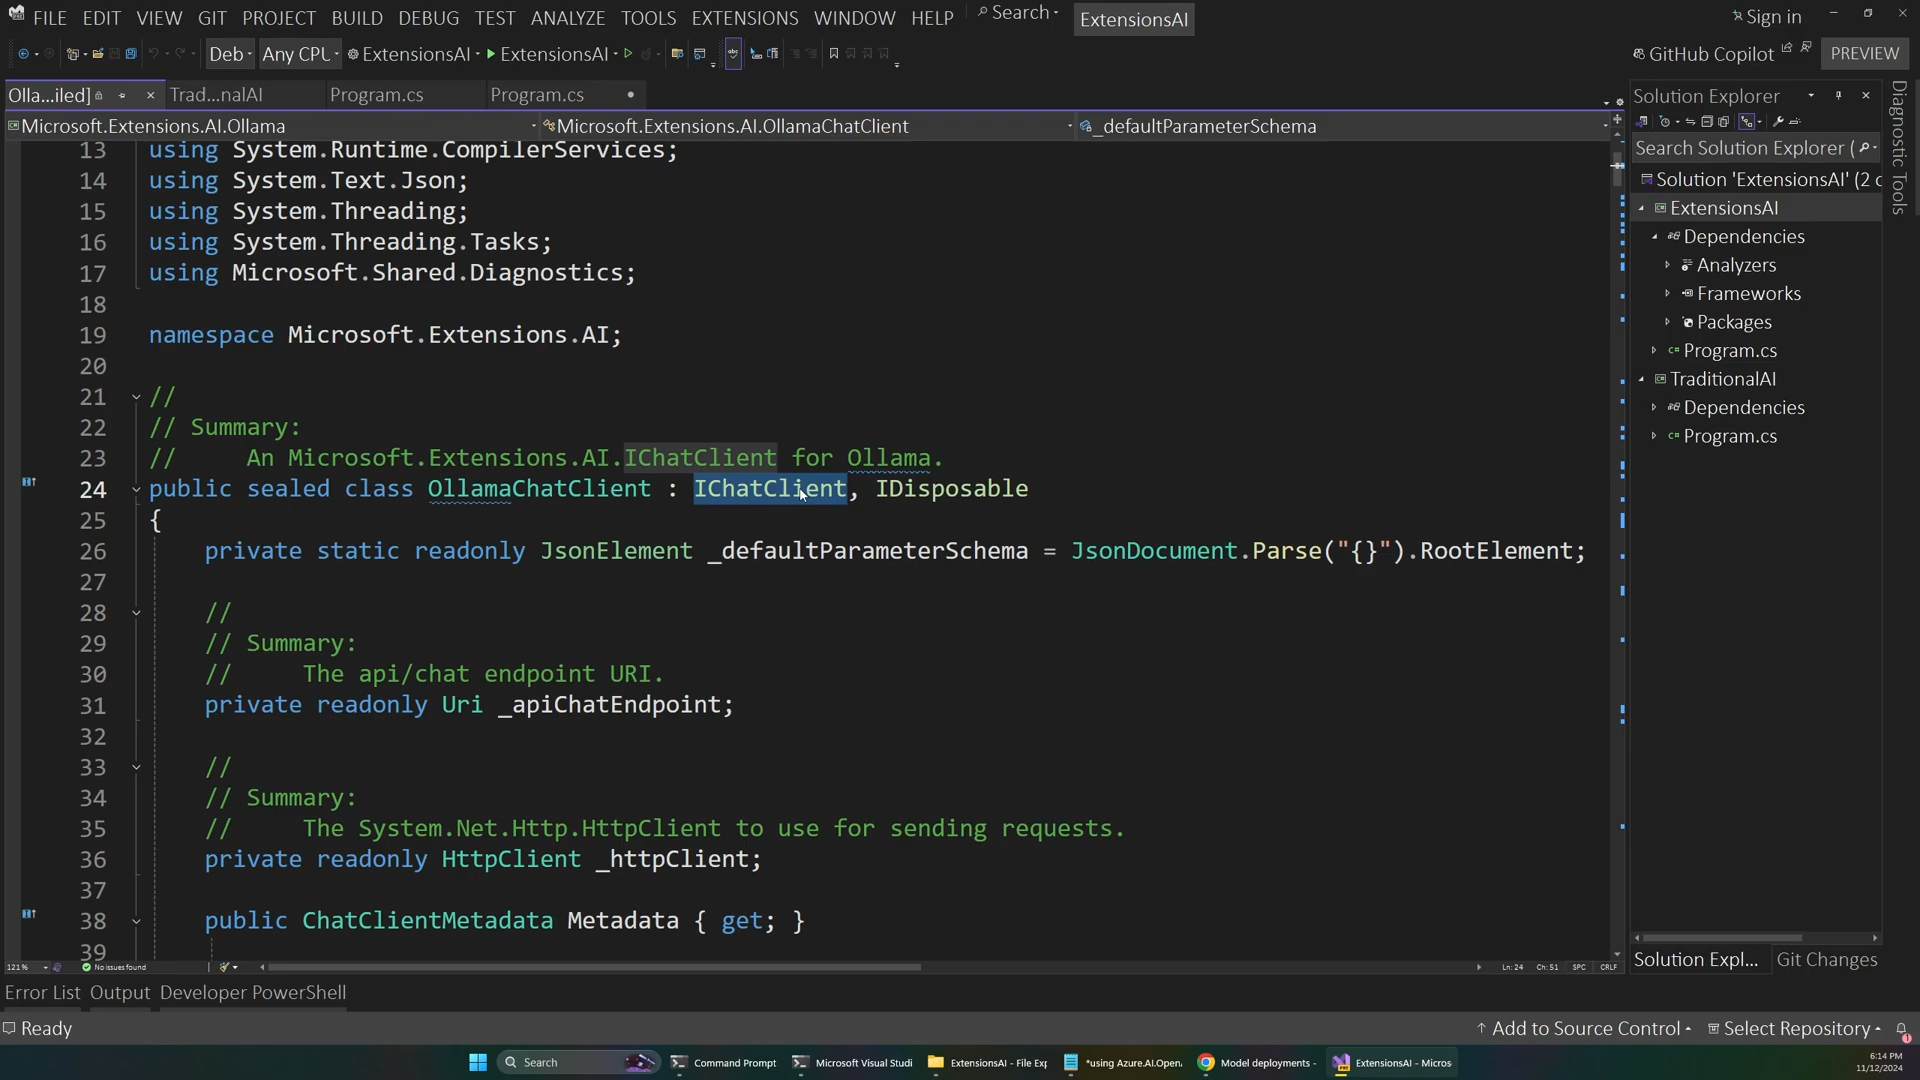 FILE EDIT VIEW GIT PROJECT BUILD DEBUG TEST ANALYZE TOOLS EXTENSIONS WINDOW HELP Search ExtensionsAI Sign in
Deb Any CPU ExtensionsAI ExtensionsAI GitHub Copilot PREVIEW
Olla...iled] Trad...nalAI Program.cs Program.cs
Microsoft.Extensions.AI.Ollama Microsoft.Extensions.AI.OllamaChatClient _defaultParameterSchema
13 using System.Runtime.CompilerServices;
14 using System.Text.Json;
15 using System.Threading;
16 using System.Threading.Tasks;
17 using Microsoft.Shared.Diagnostics;
18
19 namespace Microsoft.Extensions.AI;
20
21 //
22 // Summary:
23 //     An Microsoft.Extensions.AI.IChatClient for Ollama.
24 public sealed class OllamaChatClient : IChatClient, IDisposable
25 {
26     private static readonly JsonElement _defaultParameterSchema = JsonDocument.Parse("{}").RootElement;
27
28     //
29     // Summary:
30     //     The api/chat endpoint URI.
31     private readonly Uri _apiChatEndpoint;
32
33     //
34     // Summary:
35     //     The System.Net.Http.HttpClient to use for sending requests.
36     private readonly HttpClient _httpClient;
37
38     public ChatClientMetadata Metadata { get; }
39
121% No issues found Ln: 24 Ch: 51 SPC CRLF
Solution Explorer
Search Solution Explorer (
Solution 'ExtensionsAI' (2 
ExtensionsAI
Dependencies
Analyzers
Frameworks
Packages
Program.cs
TraditionalAI
Dependencies
Program.cs
Solution Expl... Git Changes
Diagnostic Tools
Error List Output Developer PowerShell
Ready Add to Source Control Select Repository 1
Search Command Prompt Microsoft Visual Studi ExtensionsAI - File Exp *using Azure.AI.Open. Model deployments - ExtensionsAI - Micros 6:14 PM
11/12/2024